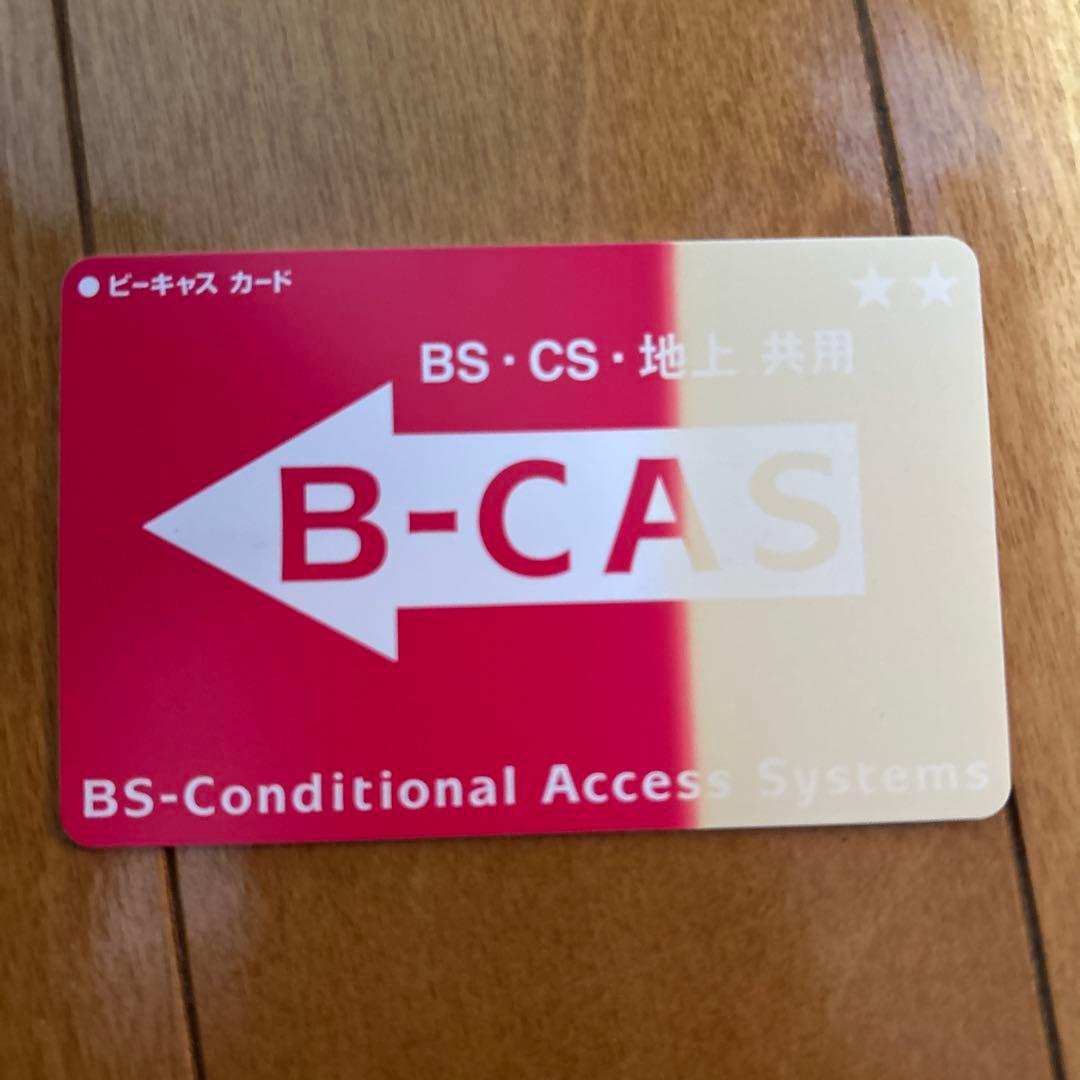 ●ビーキャス カード
★★
BS・CS・地上 共用
B-CAS
BS-Conditional Access Systems